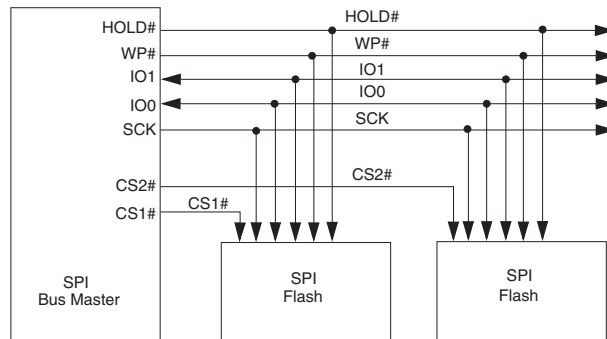 HOLD# HOLD#
WP# WP#
IO1 IO1
IO0 IO0
SCK SCK
CS2# CS2#
CS1# CS1#
SPI
Bus Master
SPI
Flash
SPI
Flash